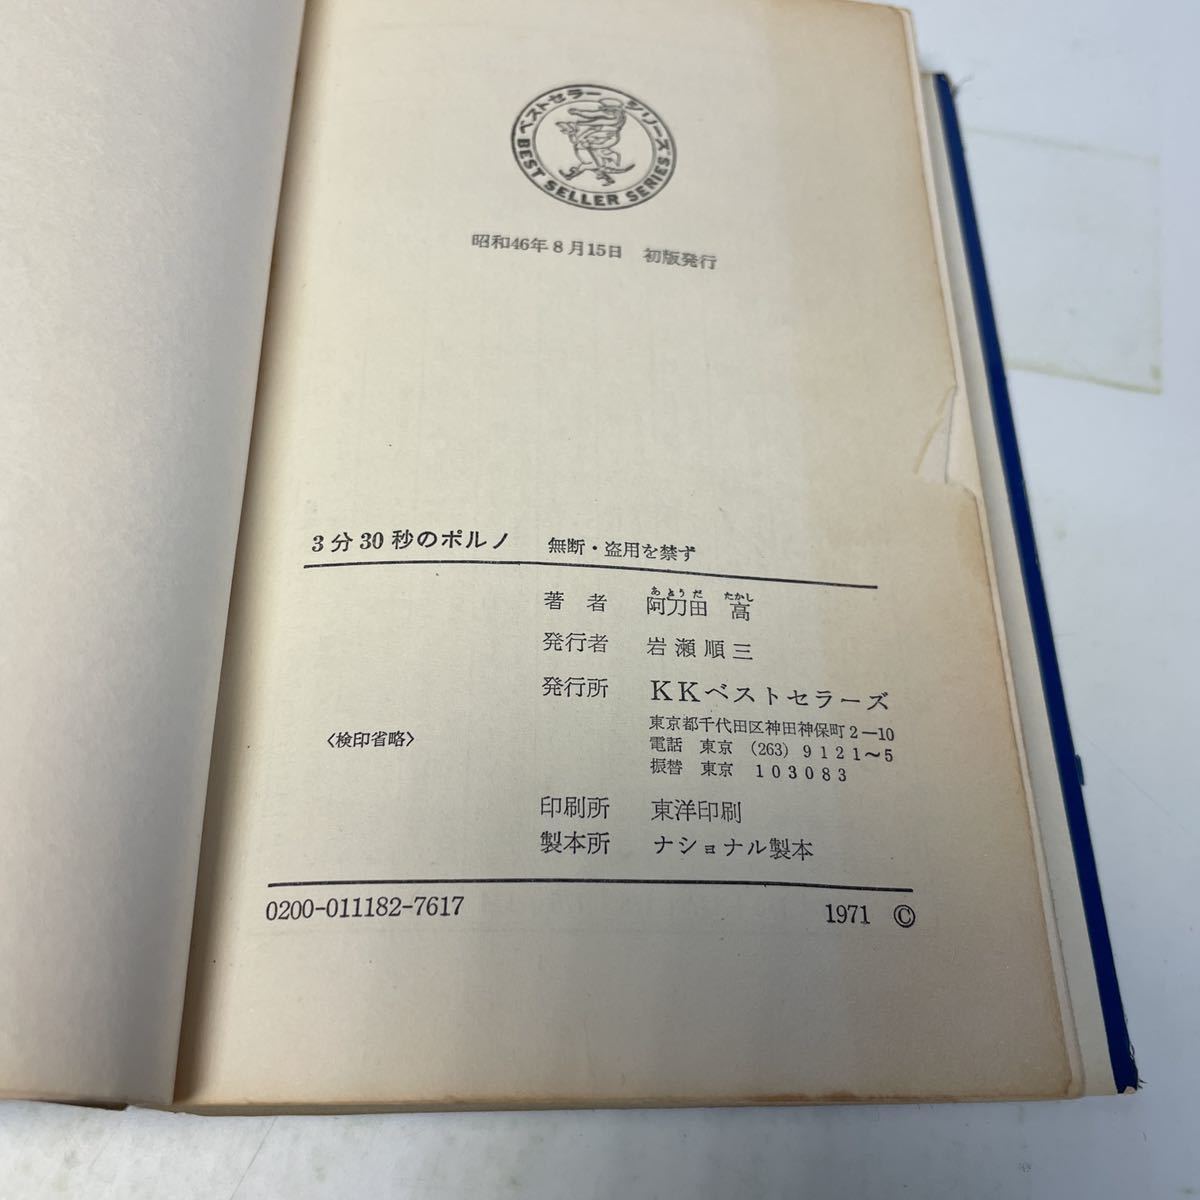 ベストセラー シリーズ
BEST SELLER SERIES
昭和46年8月15日 初版発行
3分30秒のポルノ 無断・盗用を禁ず
あとうだ たかし
著者 阿刀田 高
発行者 岩瀬順三
発行所 KKベストセラーズ
東京都千代田区神田神保町2―10
電話 東京 (263) 9121~5
振替 東京 103083
〈検印省略〉
印刷所 東洋印刷
製本所 ナショナル製本
0200-011182-7617 1971 ©